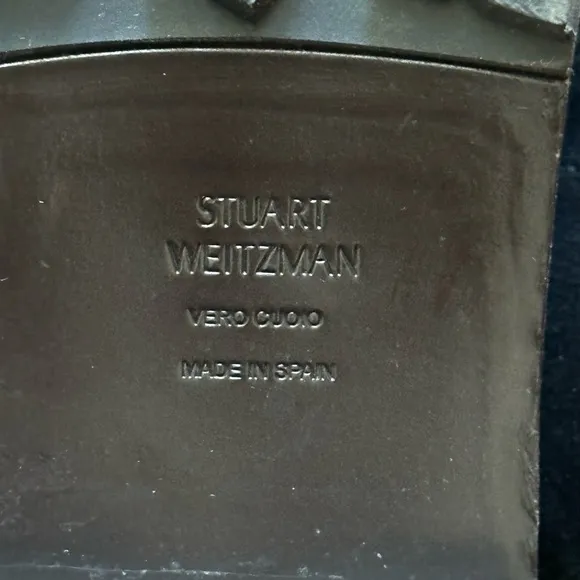 STUART
WEITZMAN
VERO CUOIO
MADE IN SPAIN